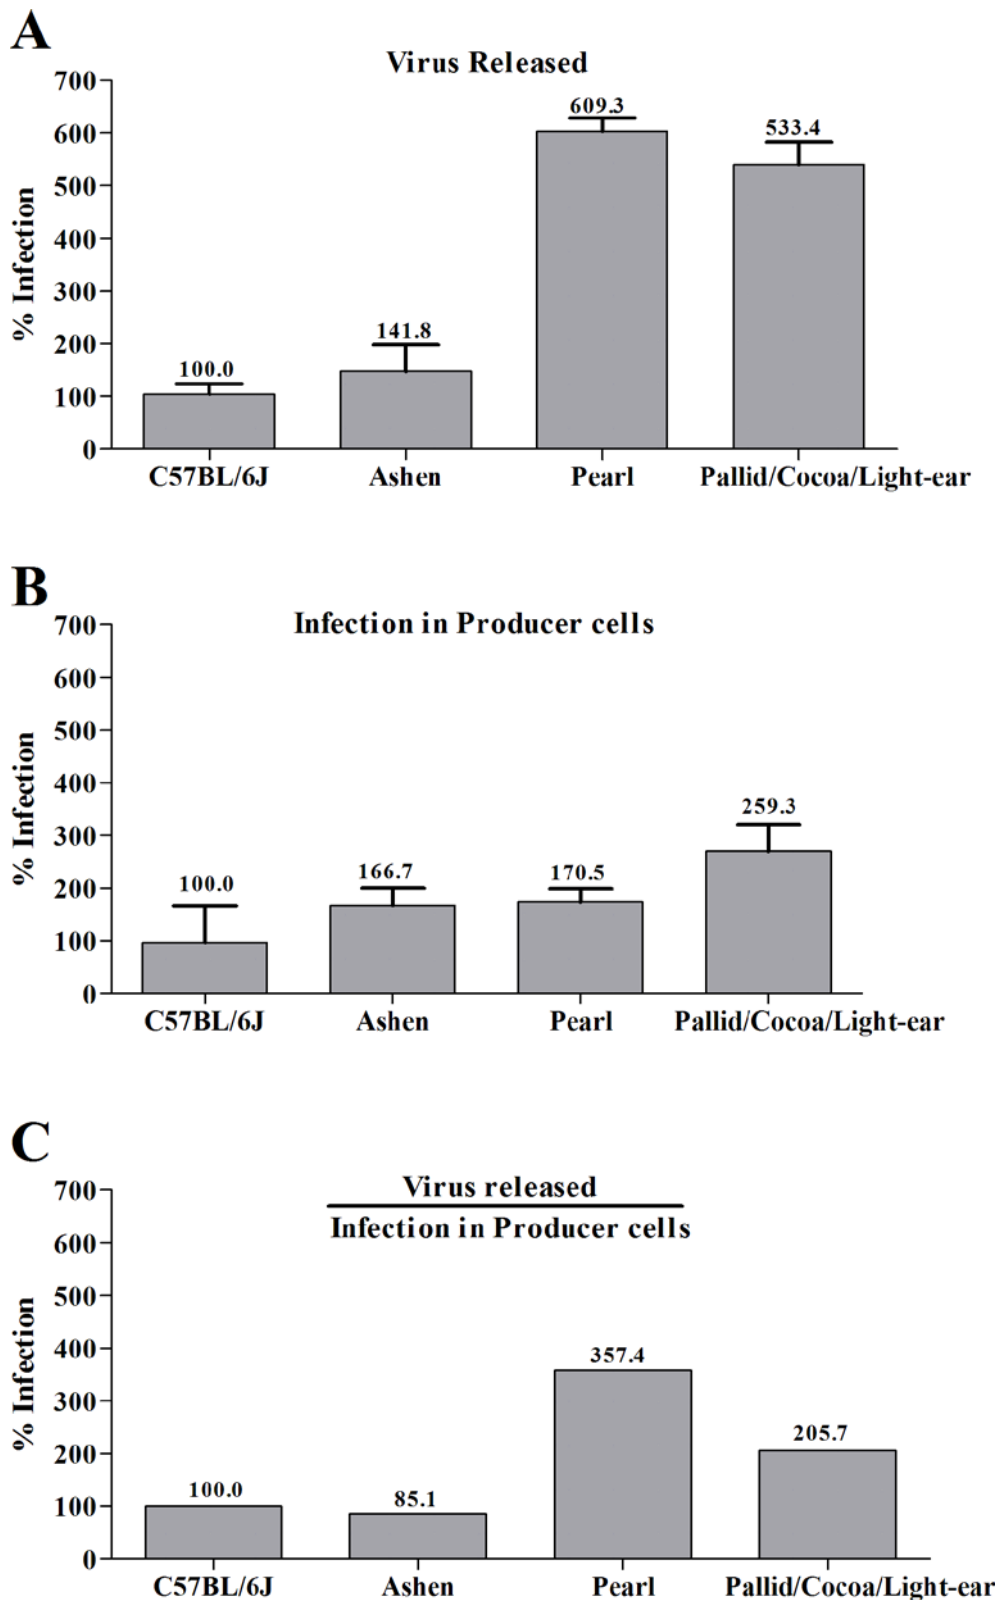 A
Virus Released
% Infection
700
600
500
400
300
200
100
0
100.0
141.8
609.3
533.4
C57BL/6J Ashen Pearl Pallid/Cocoa/Light-ear
B
Infection in Producer cells
% Infection
700
600
500
400
300
200
100
0
100.0
166.7
170.5
259.3
C57BL/6J Ashen Pearl Pallid/Cocoa/Light-ear
C
Virus released
Infection in Producer cells
% Infection
700
600
500
400
300
200
100
0
100.0
85.1
357.4
205.7
C57BL/6J Ashen Pearl Pallid/Cocoa/Light-ear